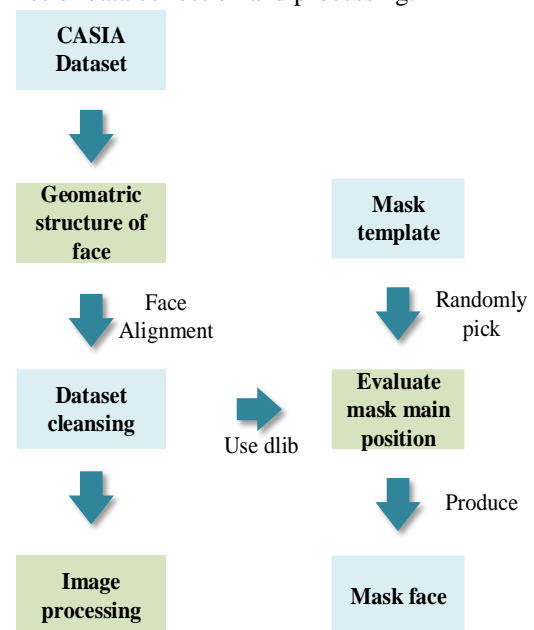 CASIA
Dataset
Geomatric
structure of
face
Face
Alignment
Dataset
cleansing
Image
processing
Use dlib
Mask
template
Randomly
pick
Evaluate
mask main
position
Produce
Mask face